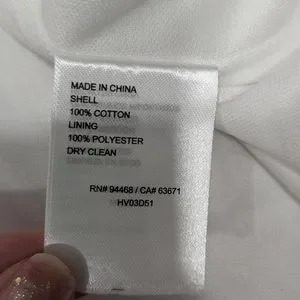 MADE IN CHINA
SHELL
100% COTTON
LINING
100% POLYESTER
DRY CLEAN
RN# 94468 / CA# 63671
HV03D51